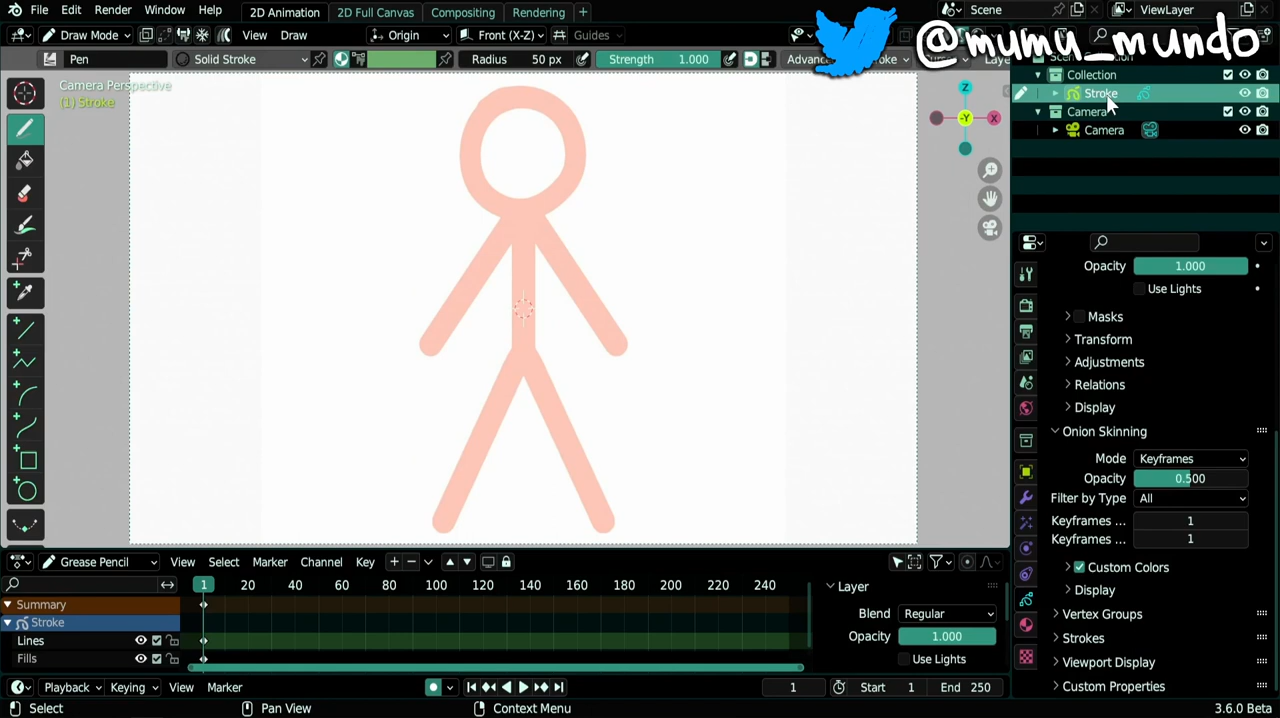 File Edit Render Window Help 2D Animation 2D Full Canvas Compositing Rendering + Scene ViewLayer
@mumu_mundo
Draw Mode View Draw Origin Front (X-Z) Guides
Pen Solid Stroke Radius 50 px Strength 1.000 Advanc
Camera Perspective
(1) Stroke
Z
-Y
X
Collection
Stroke
Camera
Camera
Opacity 1.000
Use Lights
Masks
Transform
Adjustments
Relations
Display
Onion Skinning
Mode Keyframes
Opacity 0.500
Filter by Type All
Keyframes ... 1
Keyframes ... 1
Custom Colors
Display
Vertex Groups
Strokes
Viewport Display
Custom Properties
Grease Pencil View Select Marker Channel Key
1 20 40 60 80 100 120 140 160 180 200 220 240
Summary
Stroke
Lines
Fills
Layer
Blend Regular
Opacity 1.000
Use Lights
Playback Keying View Marker 1 Start 1 End 250
Select Pan View Context Menu 3.6.0 Beta